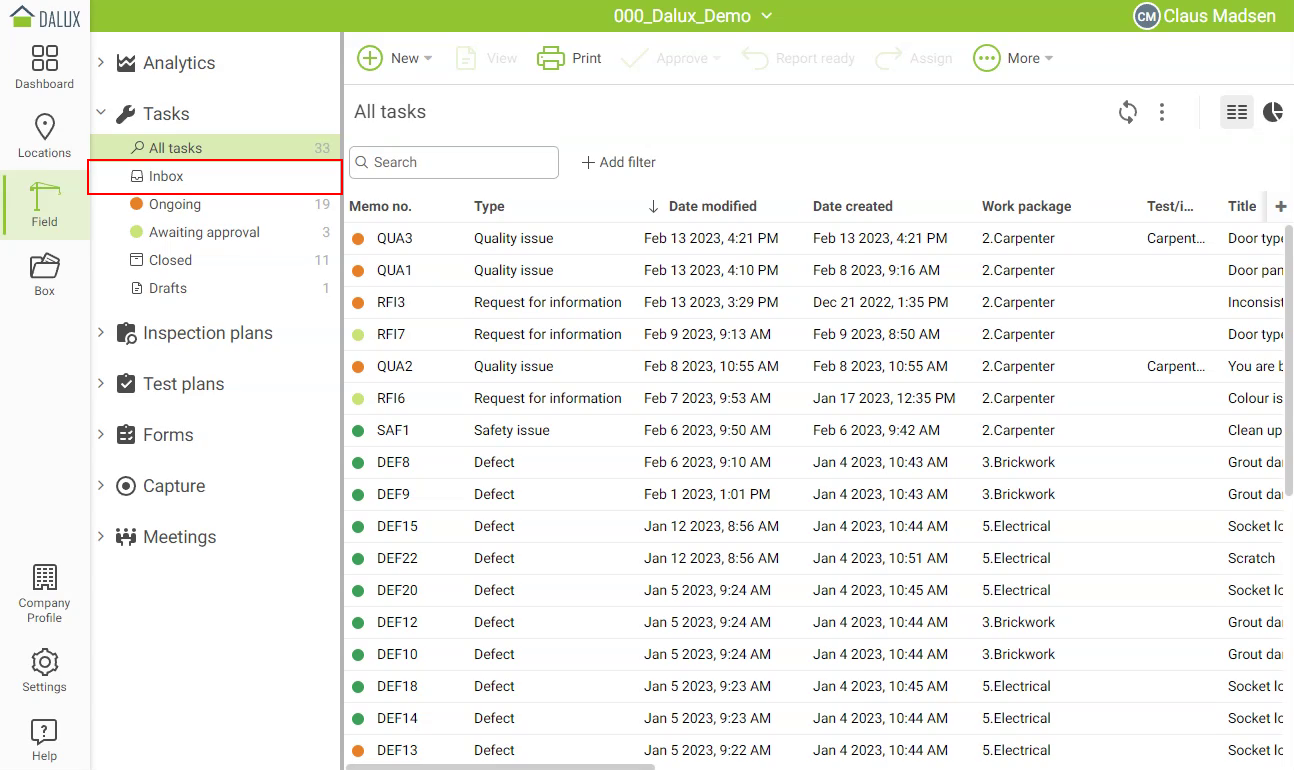 DALUX
000_Dalux_Demo
CM Claus Madsen
Dashboard
Locations
Field
Box
Company
Profile
Settings
Help
Analytics
Tasks
All tasks 33
Inbox
Ongoing 19
Awaiting approval 3
Closed 11
Drafts 1
Inspection plans
Test plans
Forms
Capture
Meetings
New View Print Approve Report ready Assign More
All tasks
Search Add filter
Memo no. Type Date modified Date created Work package Test/i... Title
QUA3 Quality issue Feb 13 2023, 4:21 PM Feb 13 2023, 4:21 PM 2.Carpenter Carpent... Door type
QUA1 Quality issue Feb 13 2023, 4:10 PM Feb 8 2023, 9:16 AM 2.Carpenter Door pan
RFI3 Request for information Feb 13 2023, 3:29 PM Dec 21 2022, 1:35 PM 2.Carpenter Inconsist
RFI7 Request for information Feb 9 2023, 9:13 AM Feb 9 2023, 8:50 AM 2.Carpenter Door type
QUA2 Quality issue Feb 8 2023, 10:55 AM Feb 8 2023, 10:55 AM 2.Carpenter Carpent... You are b
RFI6 Request for information Feb 7 2023, 9:53 AM Jan 17 2023, 12:35 PM 2.Carpenter Colour is
SAF1 Safety issue Feb 6 2023, 9:50 AM Feb 6 2023, 9:42 AM 2.Carpenter Clean up
DEF8 Defect Feb 6 2023, 9:10 AM Jan 4 2023, 10:43 AM 3.Brickwork Grout dar
DEF9 Defect Feb 1 2023, 1:01 PM Jan 4 2023, 10:43 AM 3.Brickwork Grout dar
DEF15 Defect Jan 12 2023, 8:56 AM Jan 4 2023, 10:44 AM 5.Electrical Socket lo
DEF22 Defect Jan 12 2023, 8:56 AM Jan 4 2023, 10:51 AM 5.Electrical Scratch
DEF20 Defect Jan 5 2023, 9:24 AM Jan 4 2023, 10:45 AM 5.Electrical Socket lo
DEF12 Defect Jan 5 2023, 9:24 AM Jan 4 2023, 10:44 AM 3.Brickwork Grout dar
DEF10 Defect Jan 5 2023, 9:24 AM Jan 4 2023, 10:44 AM 3.Brickwork Grout dar
DEF18 Defect Jan 5 2023, 9:23 AM Jan 4 2023, 10:45 AM 5.Electrical Socket lo
DEF14 Defect Jan 5 2023, 9:23 AM Jan 4 2023, 10:44 AM 5.Electrical Socket lo
DEF13 Defect Jan 5 2023, 9:22 AM Jan 4 2023, 10:44 AM 5.Electrical Socket lo